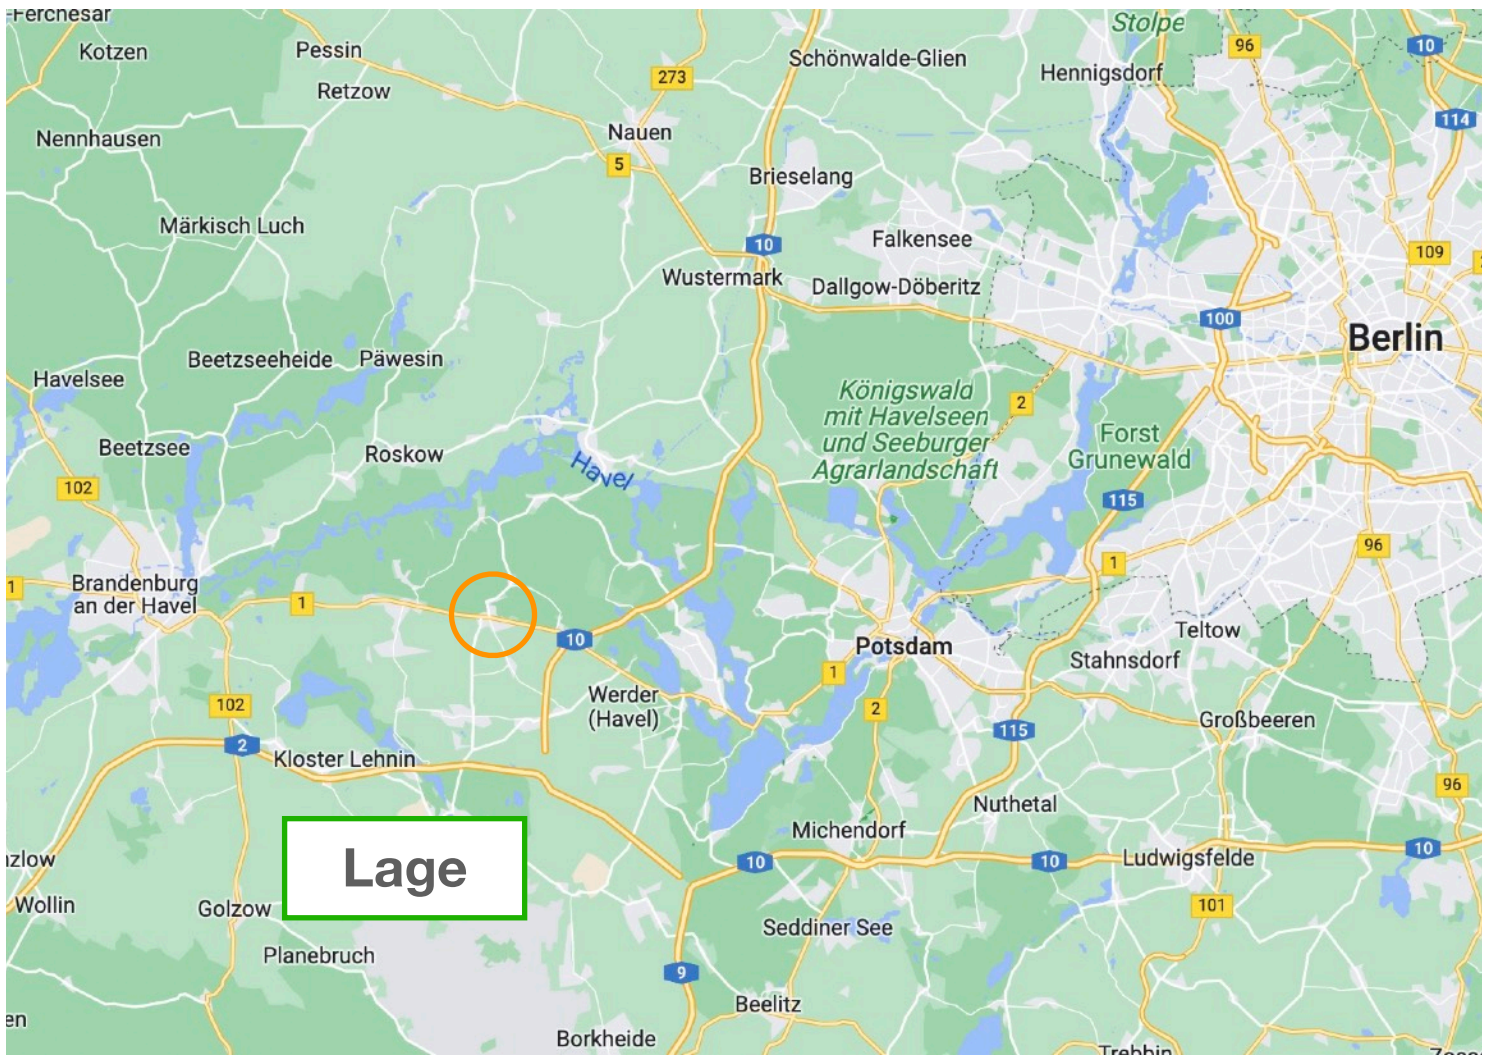 -Ferchesar
Stolpe
Kotzen
Pessin
Schönwalde-Glien
96
10
Hennigsdorf
273
Retzow
114
Nennhausen
Nauen
5
Brieselang
Märkisch Luch
10
Falkensee
109
Wustermark
Dallgow-Döberitz
100
Berlin
Beetzseeheide
Päwesin
Havelsee
Königswald
mit Havelseen
und Seeburger
Agrarlandschaft
2
Forst
Grunewald
Beetzsee
Roskow
Havel
102
115
96
1
1
Brandenburg
an der Havel
1
10
Potsdam
Teltow
Stahnsdorf
1
Werder
(Havel)
102
2
115
Großbeeren
2
Kloster Lehnin
96
Nuthetal
Michendorf
10
10
10
Ludwigsfelde
nzlow
Lage
Wollin
Golzow
101
Seddiner See
Planebruch
9
Beelitz
en
Borkheide
Trebbin